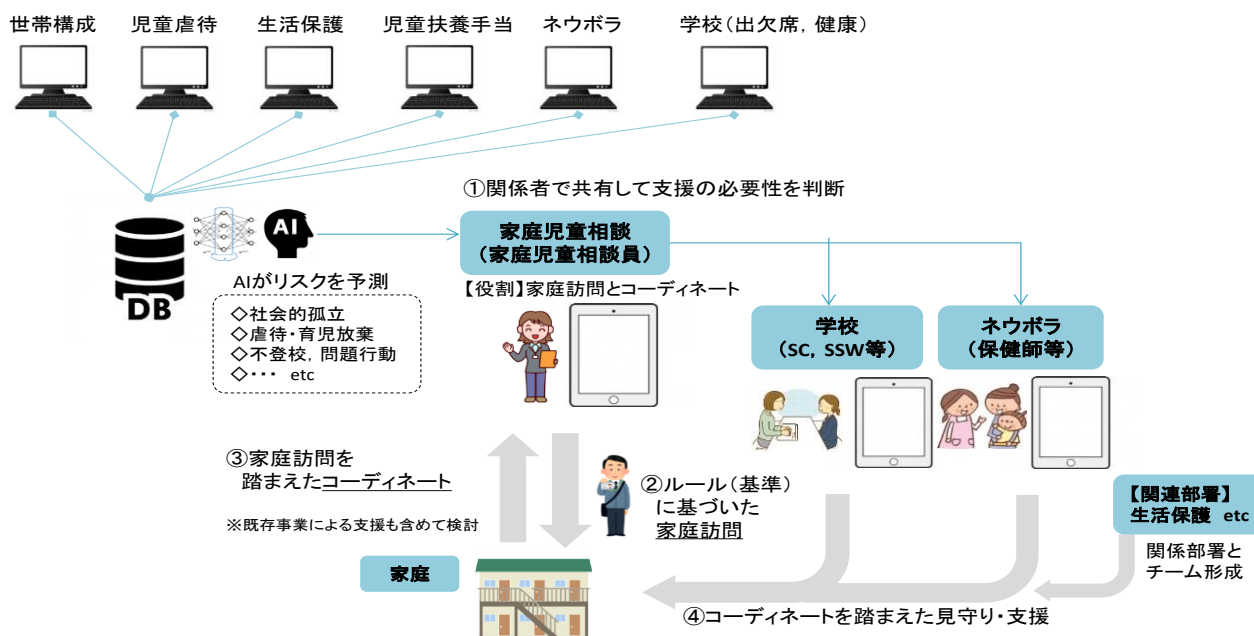 世帯構成
児童虐待
生活保護
児童扶養手当
ネウボラ
学校(出欠席,健康)
①関係者で共有して支援の必要性を判断
DB
AI
AIがリスクを予測
◇社会的孤立
◇虐待・育児放棄
◇不登校,問題行動
◇・・・ etc
家庭児童相談
(家庭児童相談員)
【役割】家庭訪問とコーディネート
学校
(SC, SSW等)
ネウボラ
(保健師等)
③家庭訪問を
踏まえたコーディネート
※既存事業による支援も含めて検討
②ルール(基準)
に基づいた
家庭訪問
【関連部署】
生活保護 etc
関係部署と
チーム形成
家庭
④コーディネートを踏まえた見守り・支援